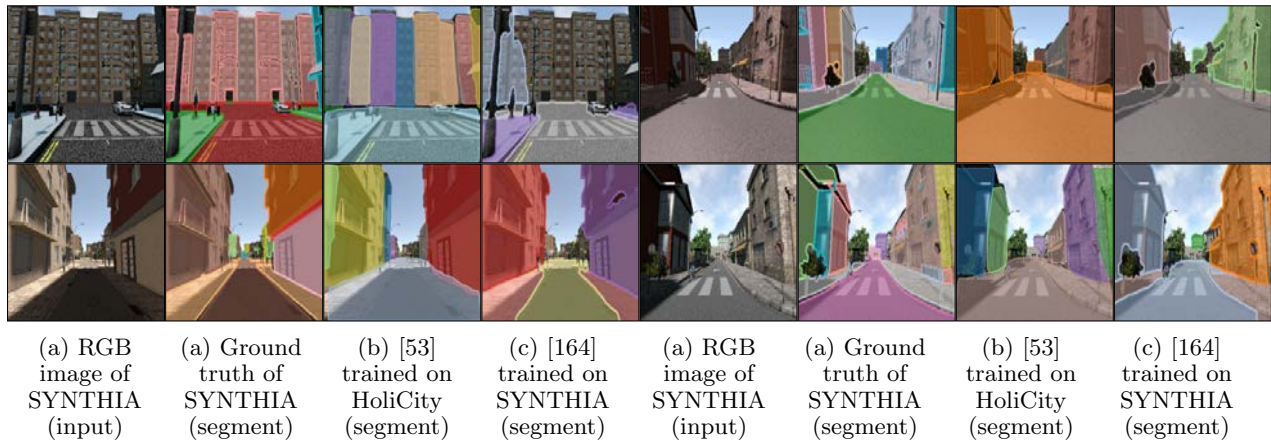 (a) RGB
image of
SYNTHIA
(input)
(a) Ground
truth of
SYNTHIA
(segment)
(b) [53]
trained on
HoliCity
(segment)
(c) [164]
trained on
SYNTHIA
(segment)
(a) RGB
image of
SYNTHIA
(input)
(a) Ground
truth of
SYNTHIA
(segment)
(b) [53]
trained on
HoliCity
(segment)
(c) [164]
trained on
SYNTHIA
(segment)